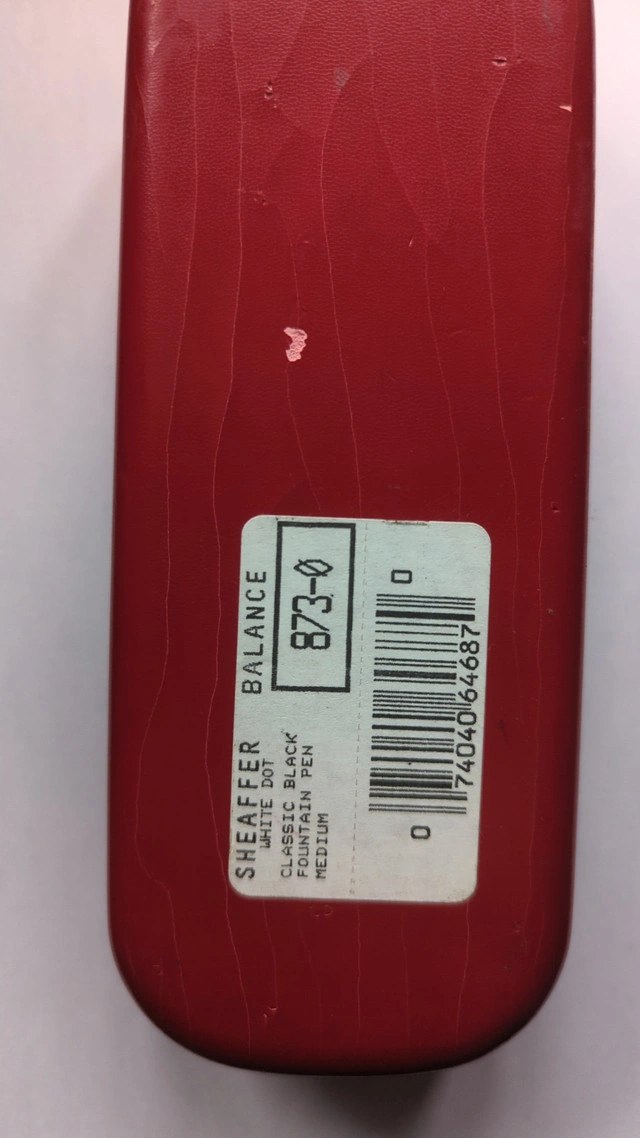 SHEAFFER BALANCE
WHITE DOT
873-0
CLASSIC BLACK
FOUNTAIN PEN
MEDIUM
0 74040 64687 0